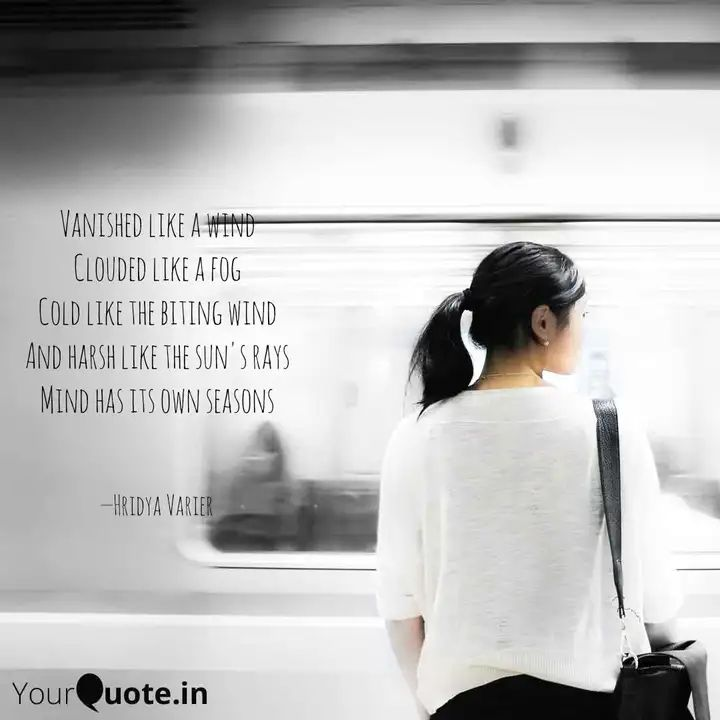 VANISHED LIKE A WIND
CLOUDED LIKE A FOG
COLD LIKE THE BITING WIND
AND HARSH LIKE THE SUN'S RAYS
MIND HAS ITS OWN SEASONS
—HRIDYA VARIER
YourQuote.in